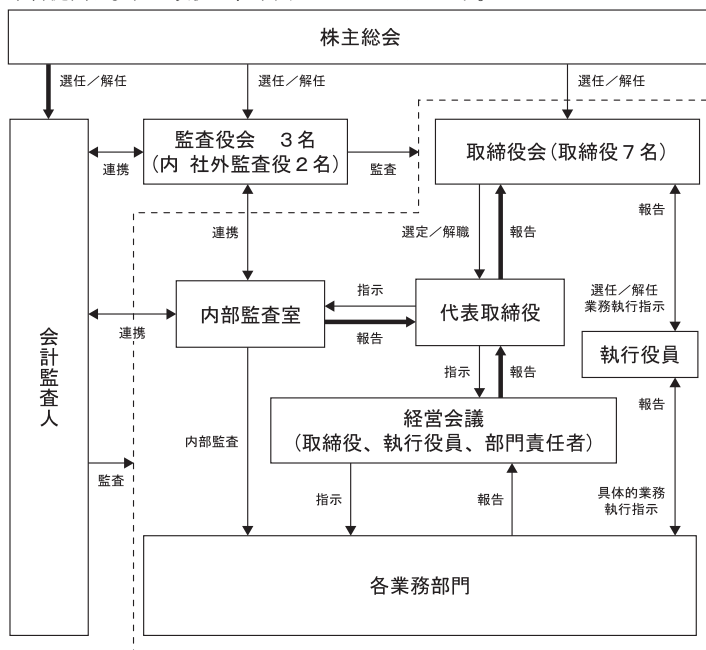 株主総会
選任／解任
選任／解任
選任／解任
監査役会　３名
(内 社外監査役２名)
監査
取締役会(取締役７名)
連携
連携
選定／解職
報告
報告
指示
選任／解任
業務執行指示
内部監査室
代表取締役
連携
報告
執行役員
会計監査人
指示
報告
報告
経営会議
(取締役、執行役員、部門責任者)
内部監査
監査
指示
報告
具体的業務
執行指示
各業務部門